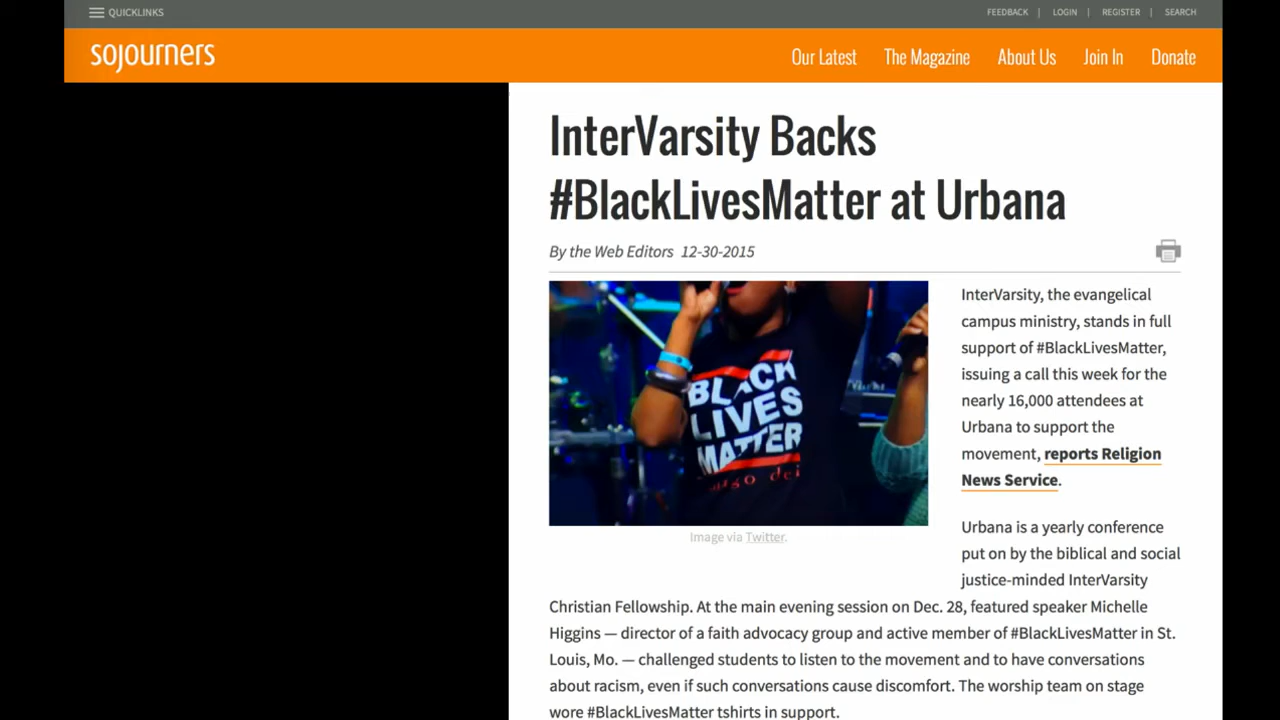 QUICKLINKS
FEEDBACK | LOGIN | REGISTER | SEARCH
sojourners
Our Latest The Magazine About Us Join In Donate
InterVarsity Backs
#BlackLivesMatter at Urbana
By the Web Editors 12-30-2015
BLACK
LIVES
MATTER
dei
Image via Twitter.
InterVarsity, the evangelical
campus ministry, stands in full
support of #BlackLivesMatter,
issuing a call this week for the
nearly 16,000 attendees at
Urbana to support the
movement, reports Religion
News Service.
Urbana is a yearly conference
put on by the biblical and social
justice-minded InterVarsity
Christian Fellowship. At the main evening session on Dec. 28, featured speaker Michelle
Higgins — director of a faith advocacy group and active member of #BlackLivesMatter in St.
Louis, Mo. — challenged students to listen to the movement and to have conversations
about racism, even if such conversations cause discomfort. The worship team on stage
wore #BlackLivesMatter tshirts in support.